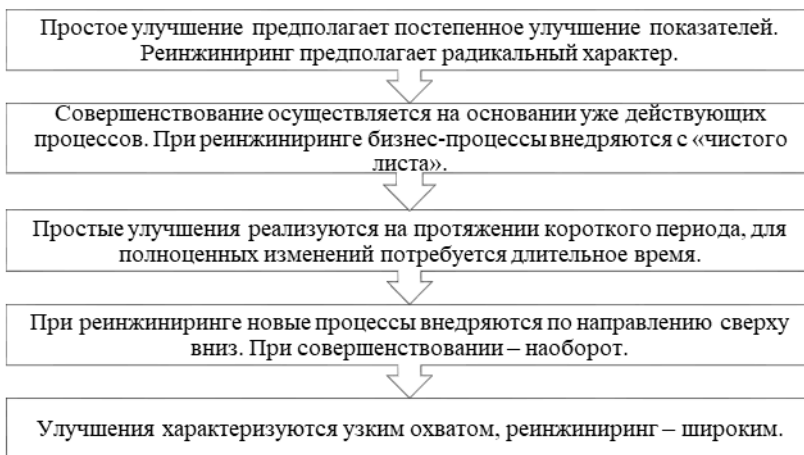 Простое улучшение предполагает постепенное улучшение показателей.
Реинжиниринг предполагает радикальный характер.
Совершенствование осуществляется на основании уже действующих
процессов. При реинжиниринге бизнес-процессы внедряются с «чистого
листа».
Простые улучшения реализуются на протяжении короткого периода, для
полноценных изменений потребуется длительное время.
При реинжиниринге новые процессы внедряются по направлению сверху
вниз. При совершенствовании – наоборот.
Улучшения характеризуются узким охватом, реинжиниринг – широким.